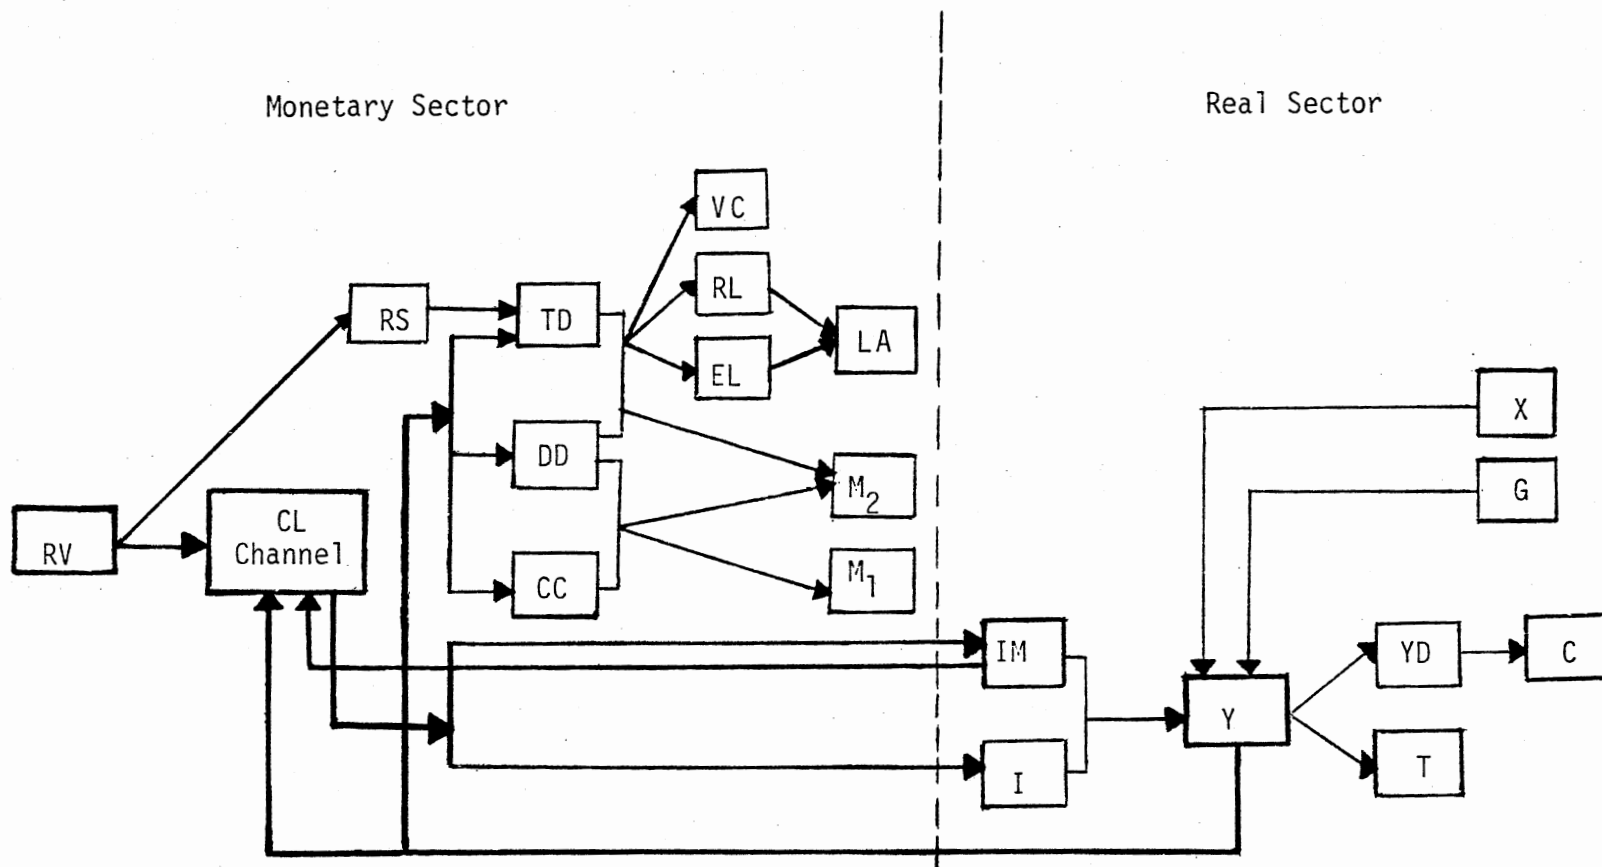 Monetary Sector
Real Sector
VC
RS
TD
RL
EL
LA
X
DD
M2
G
RV
CL
Channel
CC
M1
IM
YD
C
Y
I
T